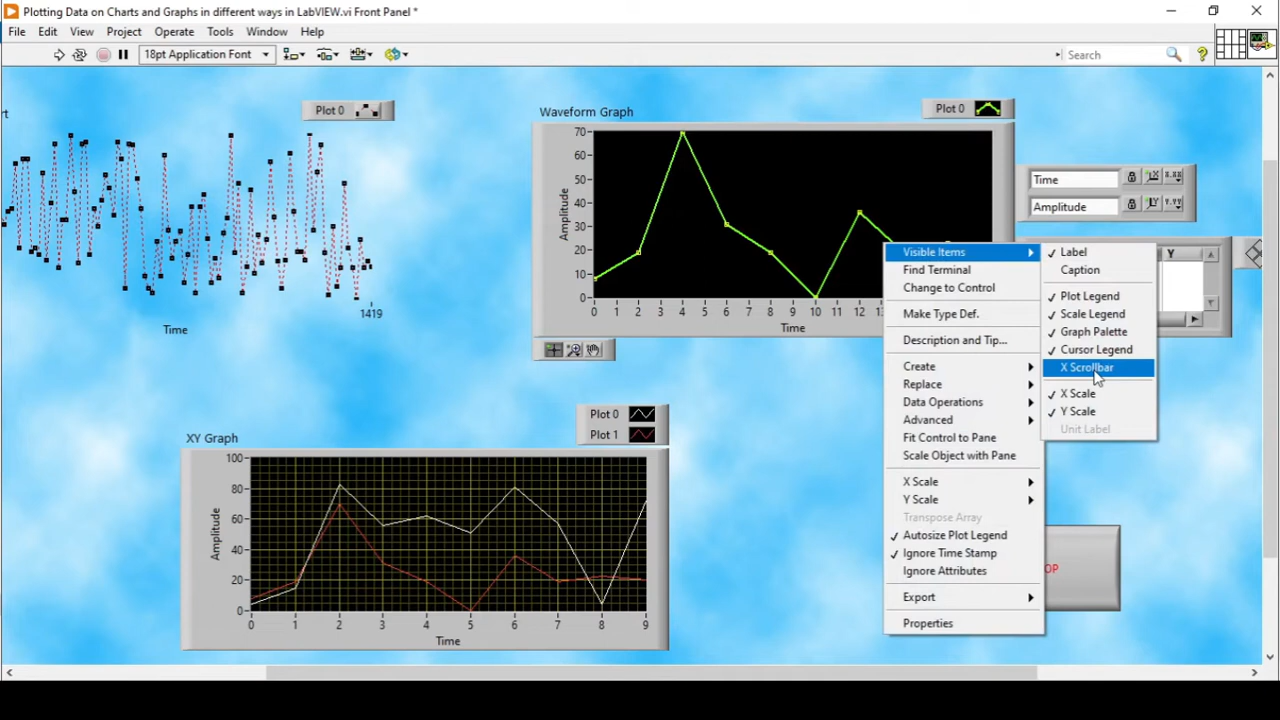 Plotting Data on Charts and Graphs in different ways in LabVIEW.vi Front Panel *
File Edit View Project Operate Tools Window Help
18pt Application Font
Search
Plot 0
1419
Time
Waveform Graph
Plot 0
70
60
50
40
30
20
10
0
Amplitude
0 1 2 3 4 5 6 7 8 9 10 11 12 13
Time
Time
Amplitude
Y
XY Graph
Plot 0
Plot 1
100
80
60
40
20
0
Amplitude
0 1 2 3 4 5 6 7 8 9
Time
Visible Items
Find Terminal
Change to Control
Make Type Def.
Description and Tip...
Create
Replace
Data Operations
Advanced
Fit Control to Pane
Scale Object with Pane
X Scale
Y Scale
Transpose Array
Autosize Plot Legend
Ignore Time Stamp
Ignore Attributes
Export
Properties
Label
Caption
Plot Legend
Scale Legend
Graph Palette
Cursor Legend
X Scrollbar
X Scale
Y Scale
Unit Label
OP